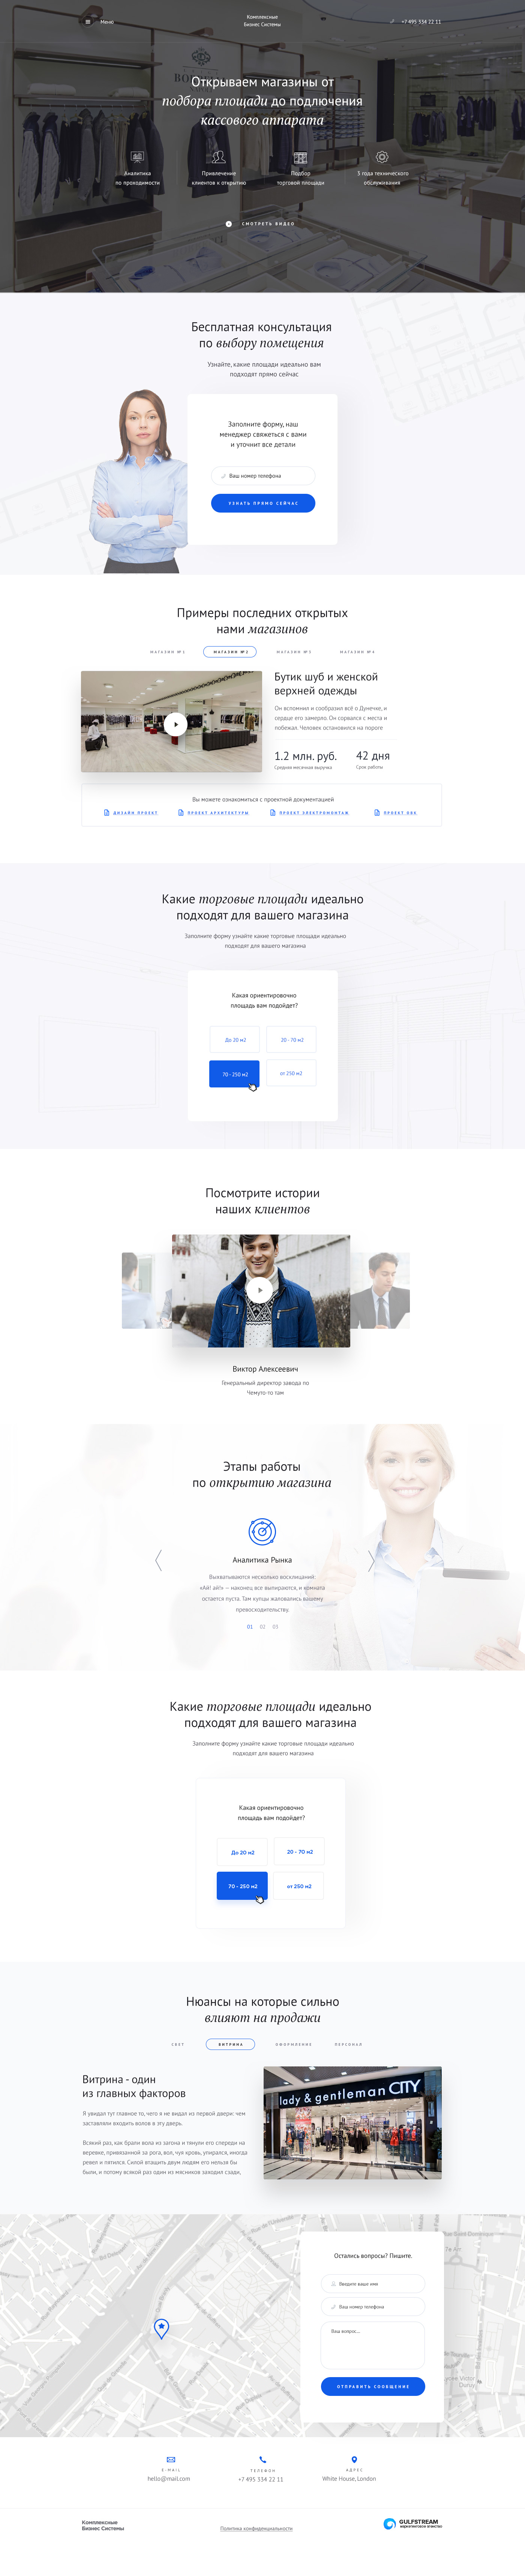 Меню
Комплексные
Бизнес Системы
+7 495 334 22 11
Открываем магазины от
подбора площади до подлючения
кассового аппарата
Аналитика
по проходимости
Привлечение
клиентов к открытию
Подбор
торговой площади
5 года технического
обслуживания
СМОТРЕТЬ ВИДЕО
Бесплатная консультация
по выбору помещения
Узнайте, какие площади идеально вам
подходят прямо сейчас
Заполните форму, наш
менеджер свяжеться с вами
и уточнит все детали
Ваш номер телефона
УЗНАТЬ ПРЯМО СЕЙЧАС
Примеры последних открытых
нами магазинов
МАГАЗИН №1
МАГАЗИН №2
МАГАЗИН №3
МАГАЗИН №4
Бутик шуб и женской
верхней одежды
Он вспомнил и сообразил всё о Дунечке, и
сердце его замерло. Он сорвался с места и
побежал. Человек остановился на пороге
1.2 млн. руб.
Средняя месячная выручка
42 дня
Срок работы
Вы можете ознакомиться с проектной документацией
ДИЗАЙН ПРОЕКТ
ПРОЕКТ АРХИТЕКТУРЫ
ПРОЕКТ ЭЛЕКТРОМОНТАЖ
ПРОЕКТ ОВК
Какие торговые площади идеально
подходят для вашего магазина
Заполните форму узнайте какие торговые площади идеально
подходят для вашего магазина
Какая ориентировочно
площадь вам подойдет?
До 20 м2
20 - 70 м2
70 - 250 м2
от 250 м2
Посмотрите истории
наших клиентов
Виктор Алексеевич
Генеральный директор завода по
Чемуто то там
Этапы работы
по открытию магазина
Аналитика Рынка
Выхватываются несколько восклицаний:
«Ай! ай!» — наконец все выпираются, и комната
остается пуста. Там купцы жаловались вашему
превосходительству.
01 02 03
Какие торговые площади идеально
подходят для вашего магазина
Заполните форму узнайте какие торговые площади идеально
подходят для вашего магазина
Какая ориентировочно
площадь вам подойдет?
До 20 м2
20 - 70 м2
70 - 250 м2
от 250 м2
Нюансы на которые сильно
влияют на продажи
СВЕТ
ВИТРИНА
ОФОРМЛЕНИЕ
ПЕРСОНАЛ
lady & gentleman CITY
Витрина - один
из главных факторов
Я увидал тут главное то, чего я не видал из первой двери: чем
заставляли входить волов в эту дверь.
Всякий раз, как брали вола из загона и тянули его спереди на
веревке, привязанной за рога, вол, чуя кровь, упирался, иногда
ревел и пятился. Силой втащить двум людям его нельзя бы
были, и потому всякой раз один из мясников заходил сзади,
Остались вопросы? Пишите.
Введите ваше имя
Ваш номер телефона
Ваш вопрос...
ОТПРАВИТЬ СООБЩЕНИЕ
E-MAIL
hello@mail.com
ТЕЛЕФОН
+7 495 334 22 11
АДРЕС
White House, London
Комплексные
Бизнес Системы
Политика конфиденциальности
GULFSTREAM
МАРКЕТИНГОВОЕ АГЕНТСТВО